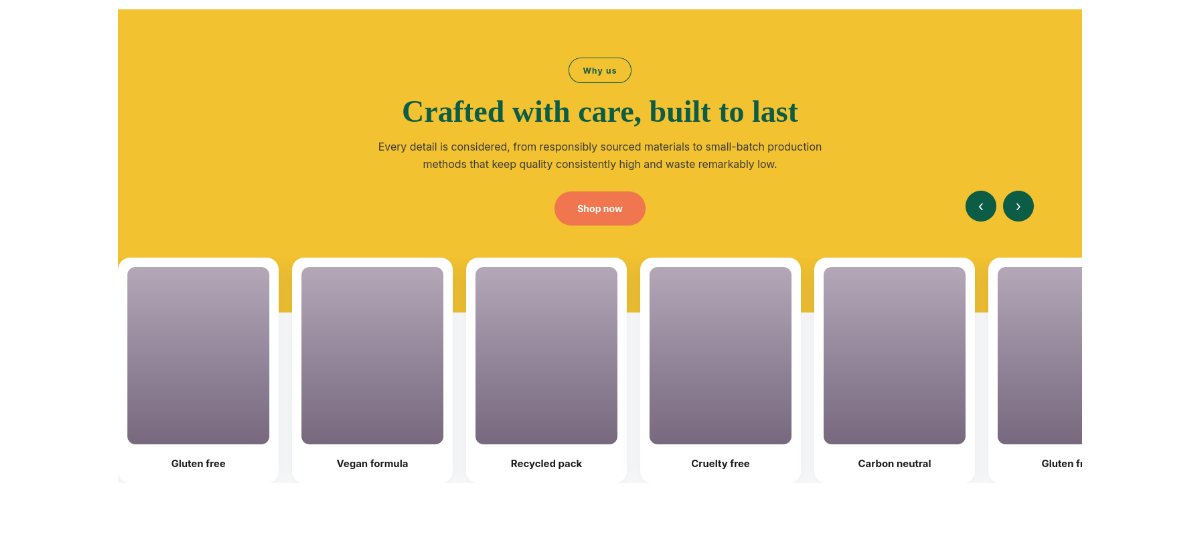 Why us
Crafted with care, built to last
Every detail is considered, from responsibly sourced materials to small-batch production
methods that keep quality consistently high and waste remarkably low.
Shop now
‹ ›
Gluten free
Vegan formula
Recycled pack
Cruelty free
Carbon neutral
Gluten